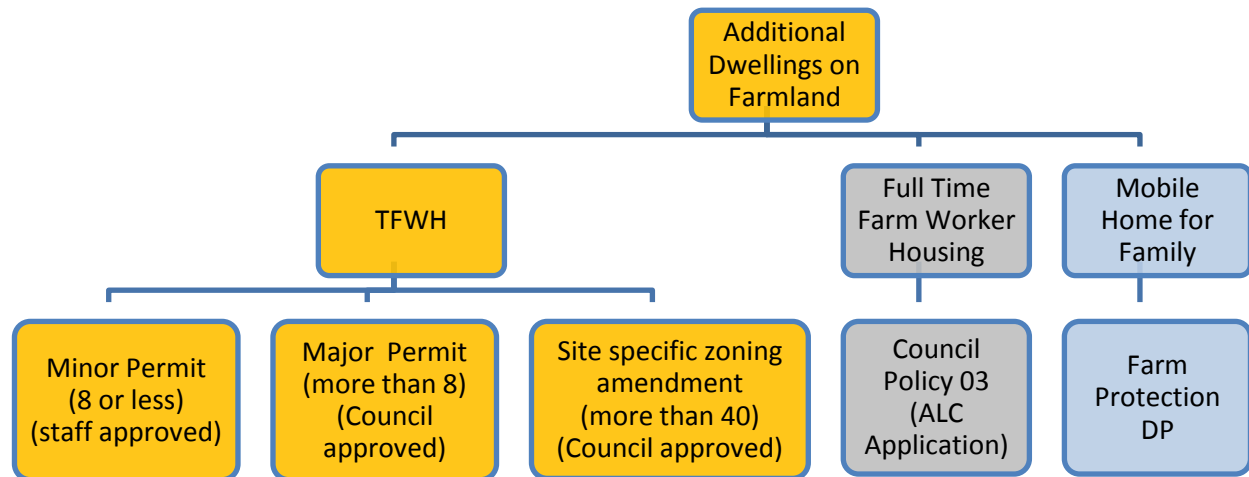 Additional
Dwellings on
Farmland
TFWH
Full Time
Farm Worker
Housing
Mobile
Home for
Family
Minor Permit
(8 or less)
(staff approved)
Major Permit
(more than 8)
(Council
approved)
Site specific zoning
amendment
(more than 40)
(Council approved)
Council
Policy 03
(ALC
Application)
Farm
Protection
DP